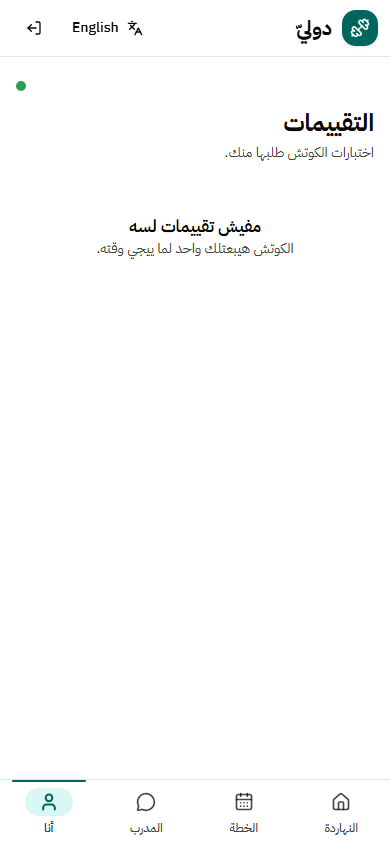 دوليّ
English
التقييمات
اختبارات الكوتش طلبها منك.
مفيش تقييمات لسه
الكوتش هيبعتلك واحد لما ييجي وقته.
النهاردة
الخطة
المدرب
أنا